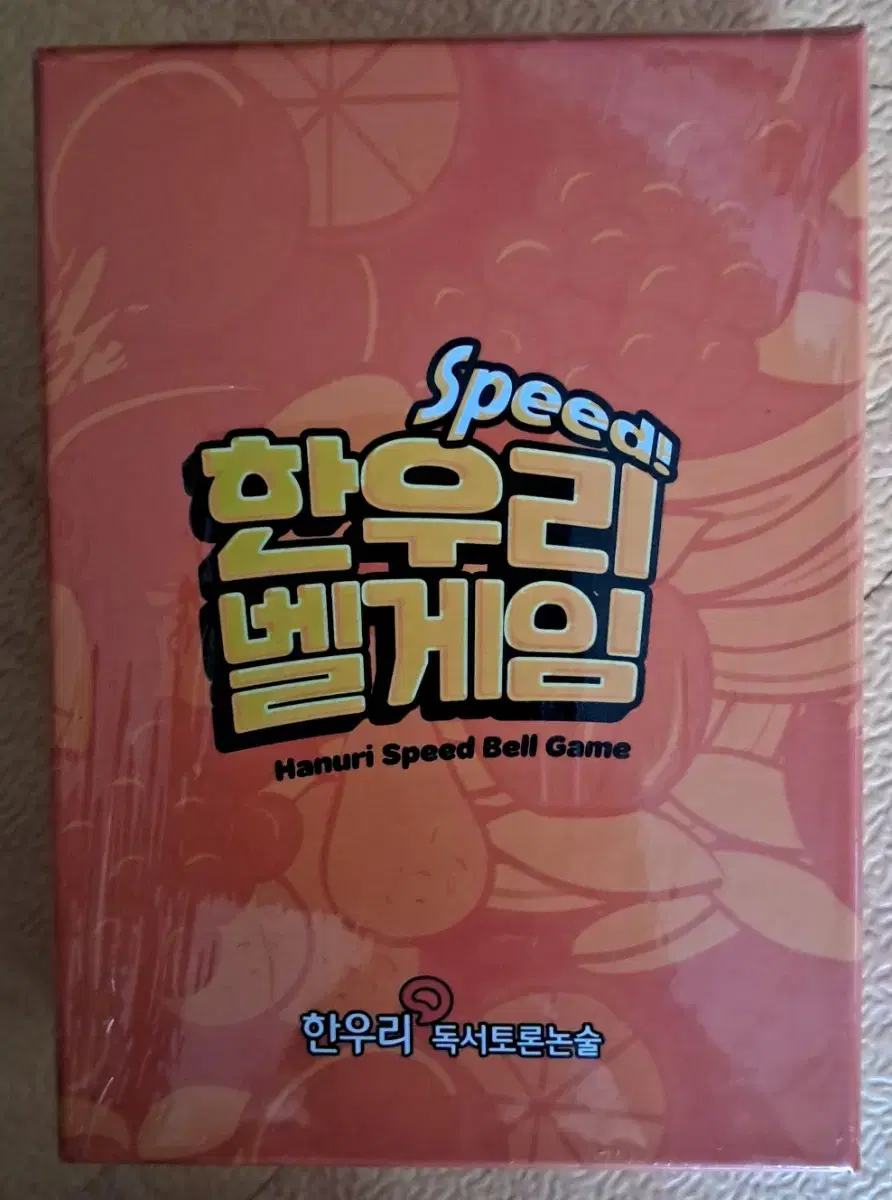 Speed!
한우리
벨게임
Hanuri Speed Bell Game
한우리 독서토론논술